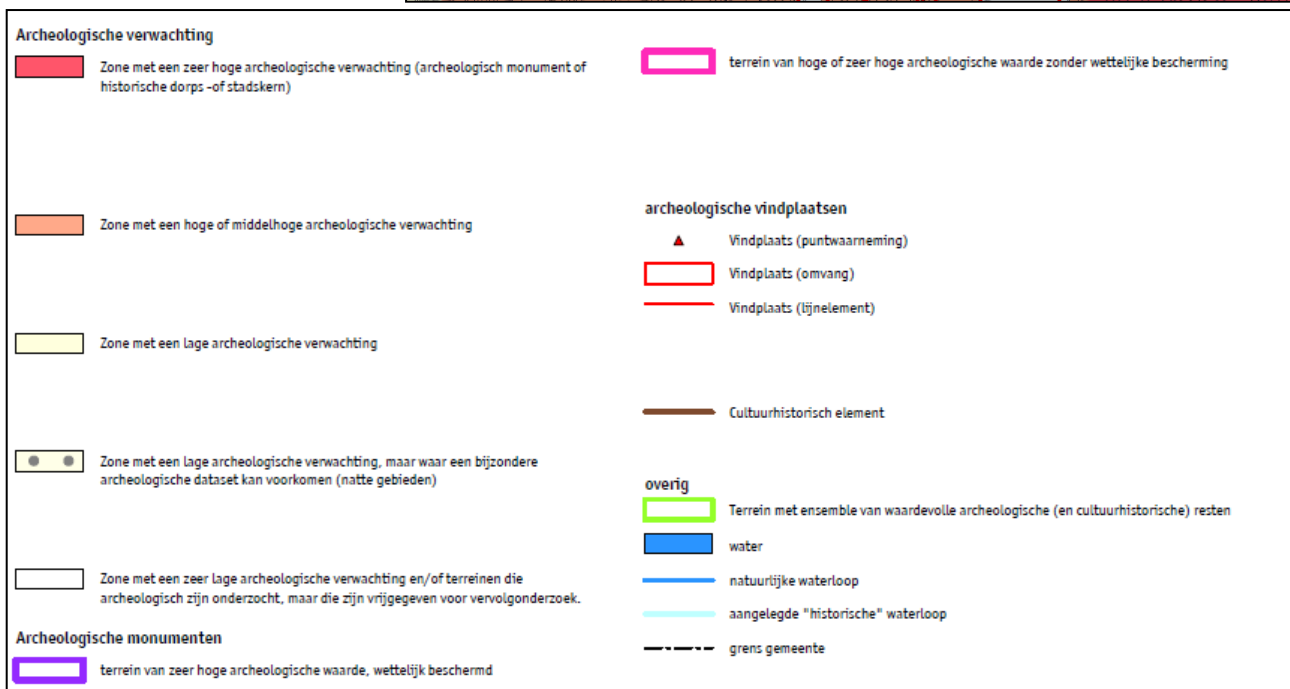 Archeologische verwachting
Zone met een zeer hoge archeologische verwachting (archeologisch monument of
historische dorps -of stadskern)
Zone met een hoge of middelhoge archeologische verwachting
Zone met een lage archeologische verwachting
Zone met een lage archeologische verwachting, maar waar een bijzondere
archeologische dataset kan voorkomen (natte gebieden)
Zone met een zeer lage archeologische verwachting en/of terreinen die
archeologisch zijn onderzocht, maar die zijn vrijgegeven voor vervolgonderzoek.
Archeologische monumenten
terrein van zeer hoge archeologische waarde, wettelijk beschermd
terrein van hoge of zeer hoge archeologische waarde zonder wettelijke bescherming
archeologische vindplaatsen
Vindplaats (puntwaarneming)
Vindplaats (omvang)
Vindplaats (lijnelement)
Cultuurhistorisch element
overig
Terrein met ensemble van waardevolle archeologische (en cultuurhistorische) resten
water
natuurlijke waterloop
aangelegde "historische" waterloop
grens gemeente